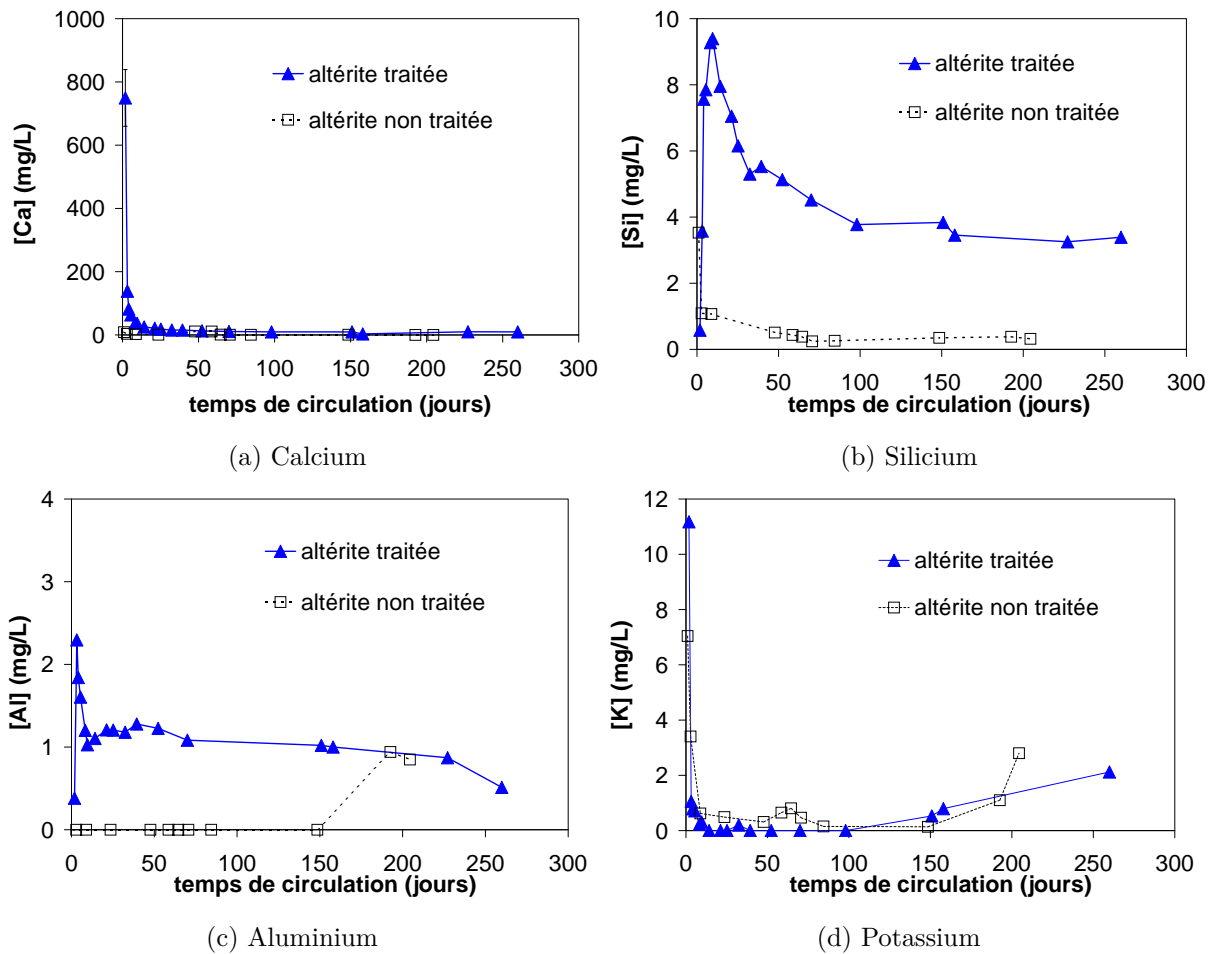 [Ca] (mg/L)
1000
800
600
400
200
0
altérite traitée
altérite non traitée
0 50 100 150 200 250 300
temps de circulation (jours)
(a) Calcium
[Si] (mg/L)
10
8
6
4
2
0
altérite traitée
altérite non traitée
0 50 100 150 200 250 300
temps de circulation (jours)
(b) Silicium
[Al] (mg/L)
4
3
2
1
0
altérite traitée
altérite non traitée
0 50 100 150 200 250 300
temps de circulation (jours)
(c) Aluminium
[K] (mg/L)
12
10
8
6
4
2
0
altérite traitée
altérite non traitée
0 50 100 150 200 250 300
temps de circulation (jours)
(d) Potassium